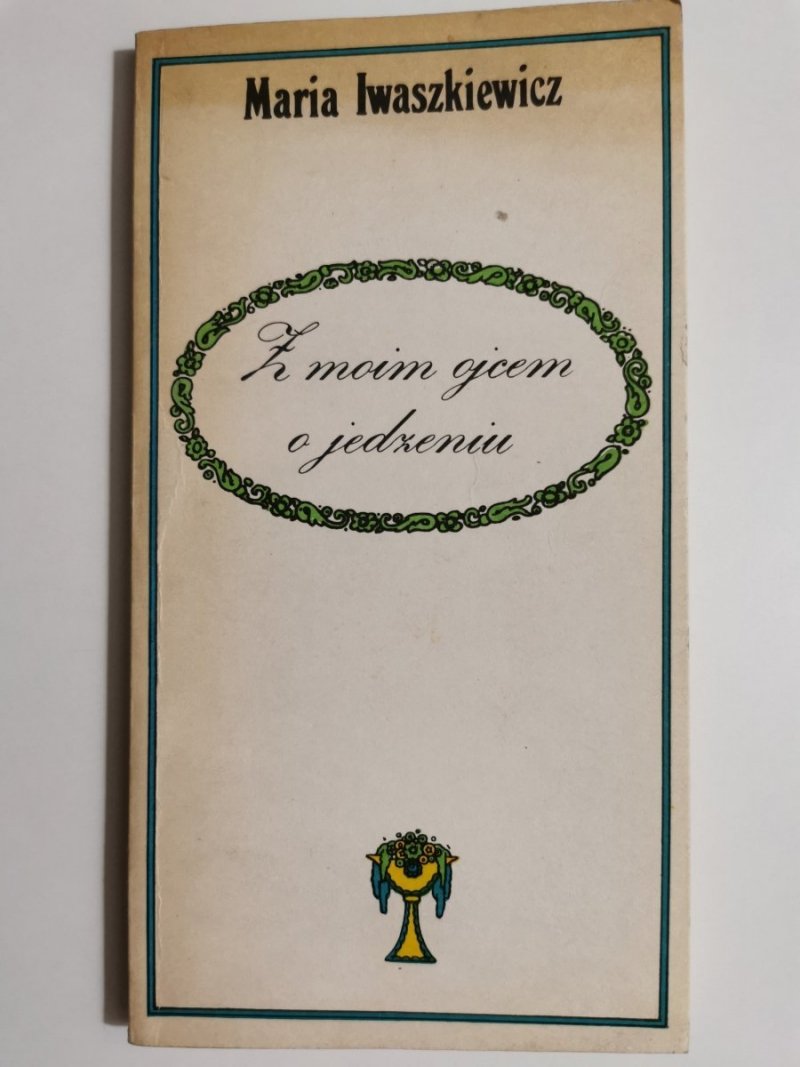 Maria Iwaszkiewicz
Z moim ojcem
o jedzeniu